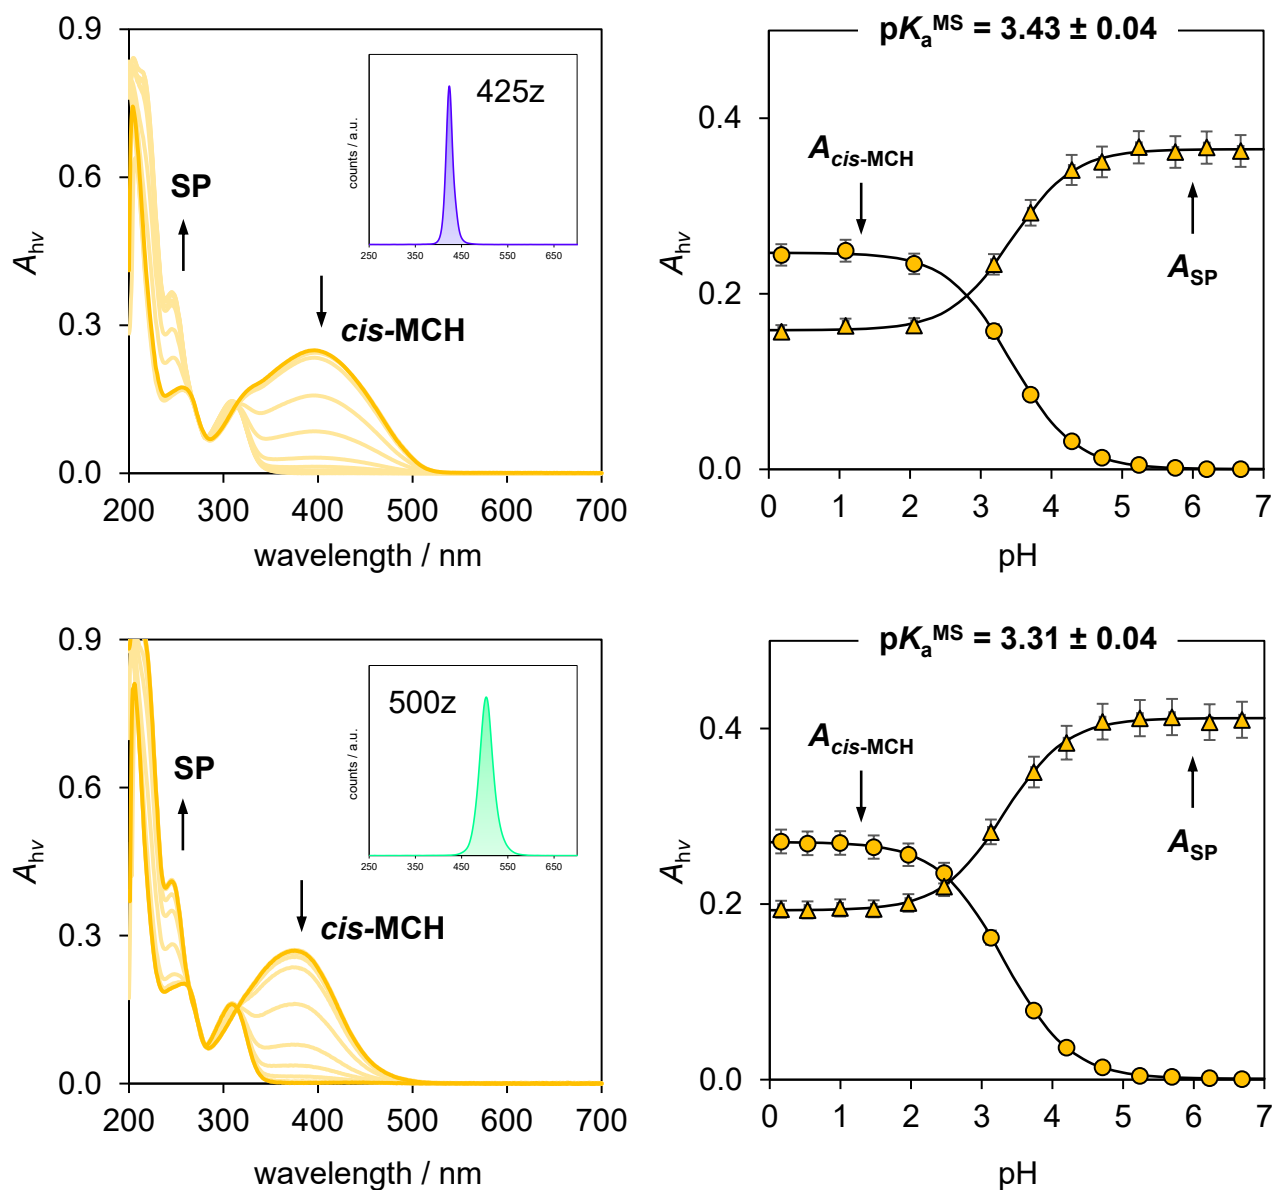 0.9
0.6
0.3
0.0
A_hν
SP
cis-MCH
200 300 400 500 600 700
wavelength / nm
425z
counts / a.u.
250 350 450 550 650
pK_a^MS = 3.43 ± 0.04
0.4
0.2
0.0
A_hν
A_cis-MCH
A_SP
0 1 2 3 4 5 6 7
pH
0.9
0.6
0.3
0.0
A_hν
SP
cis-MCH
200 300 400 500 600 700
wavelength / nm
500z
counts / a.u.
250 350 450 550 650
pK_a^MS = 3.31 ± 0.04
0.4
0.2
0.0
A_hν
A_cis-MCH
A_SP
0 1 2 3 4 5 6 7
pH